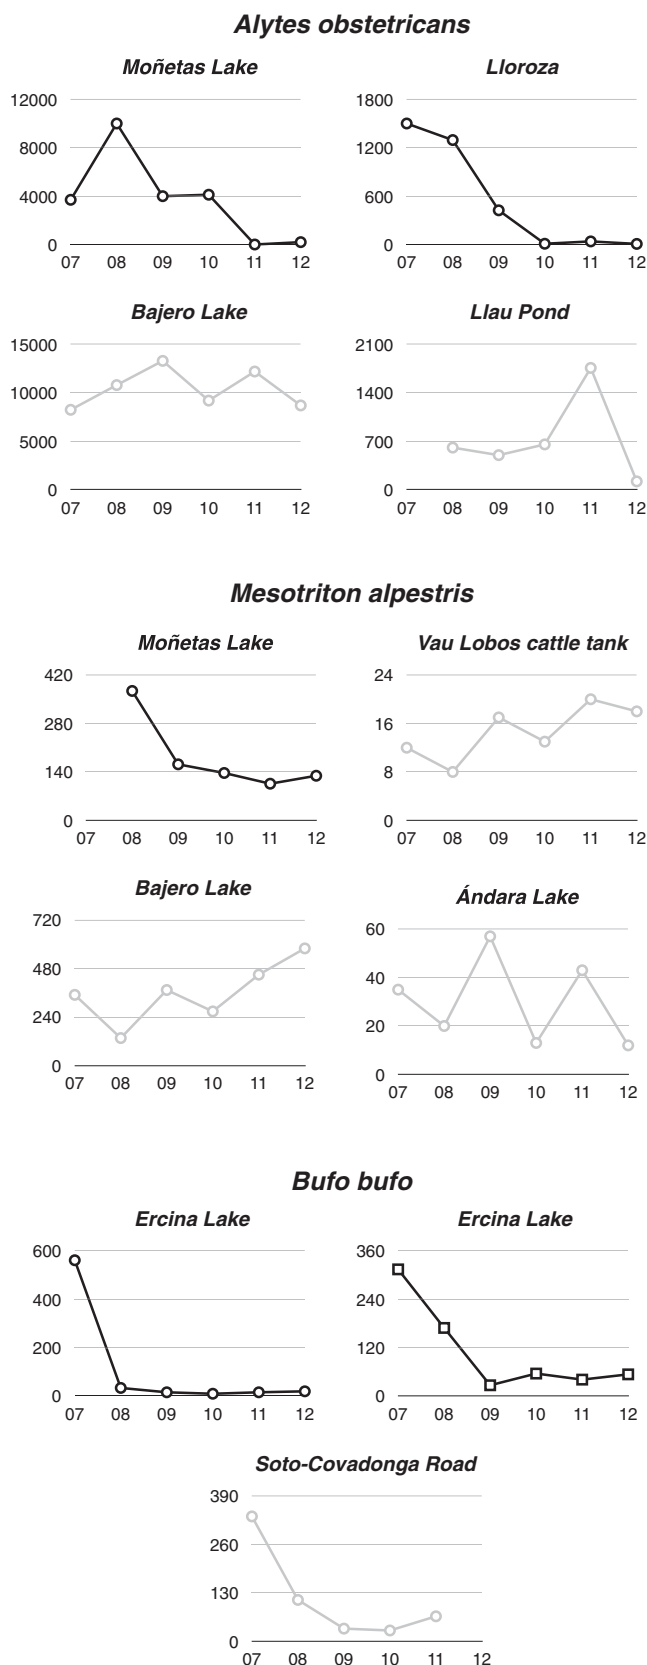 Alytes obstetricans
Moñetas Lake
12000
8000
4000
0
07 08 09 10 11 12
Lloroza
1800
1200
600
0
07 08 09 10 11 12
Bajero Lake
15000
10000
5000
0
07 08 09 10 11 12
Llau Pond
2100
1400
700
0
07 08 09 10 11 12
Mesotriton alpestris
Moñetas Lake
420
280
140
0
07 08 09 10 11 12
Vau Lobos cattle tank
24
16
8
0
07 08 09 10 11 12
Bajero Lake
720
480
240
0
07 08 09 10 11 12
Ándara Lake
60
40
20
0
07 08 09 10 11 12
Bufo bufo
Ercina Lake
600
400
200
0
07 08 09 10 11 12
Ercina Lake
360
240
120
0
07 08 09 10 11 12
Soto-Covadonga Road
390
260
130
0
07 08 09 10 11 12